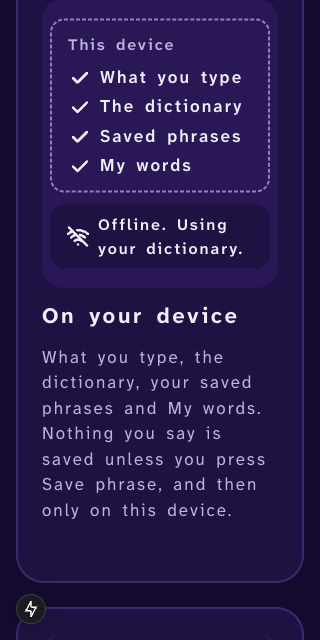 This device
What you type
The dictionary
Saved phrases
My words
Offline. Using
your dictionary.
On your device
What you type, the
dictionary, your saved
phrases and My words.
Nothing you say is
saved unless you press
Save phrase, and then
only on this device.